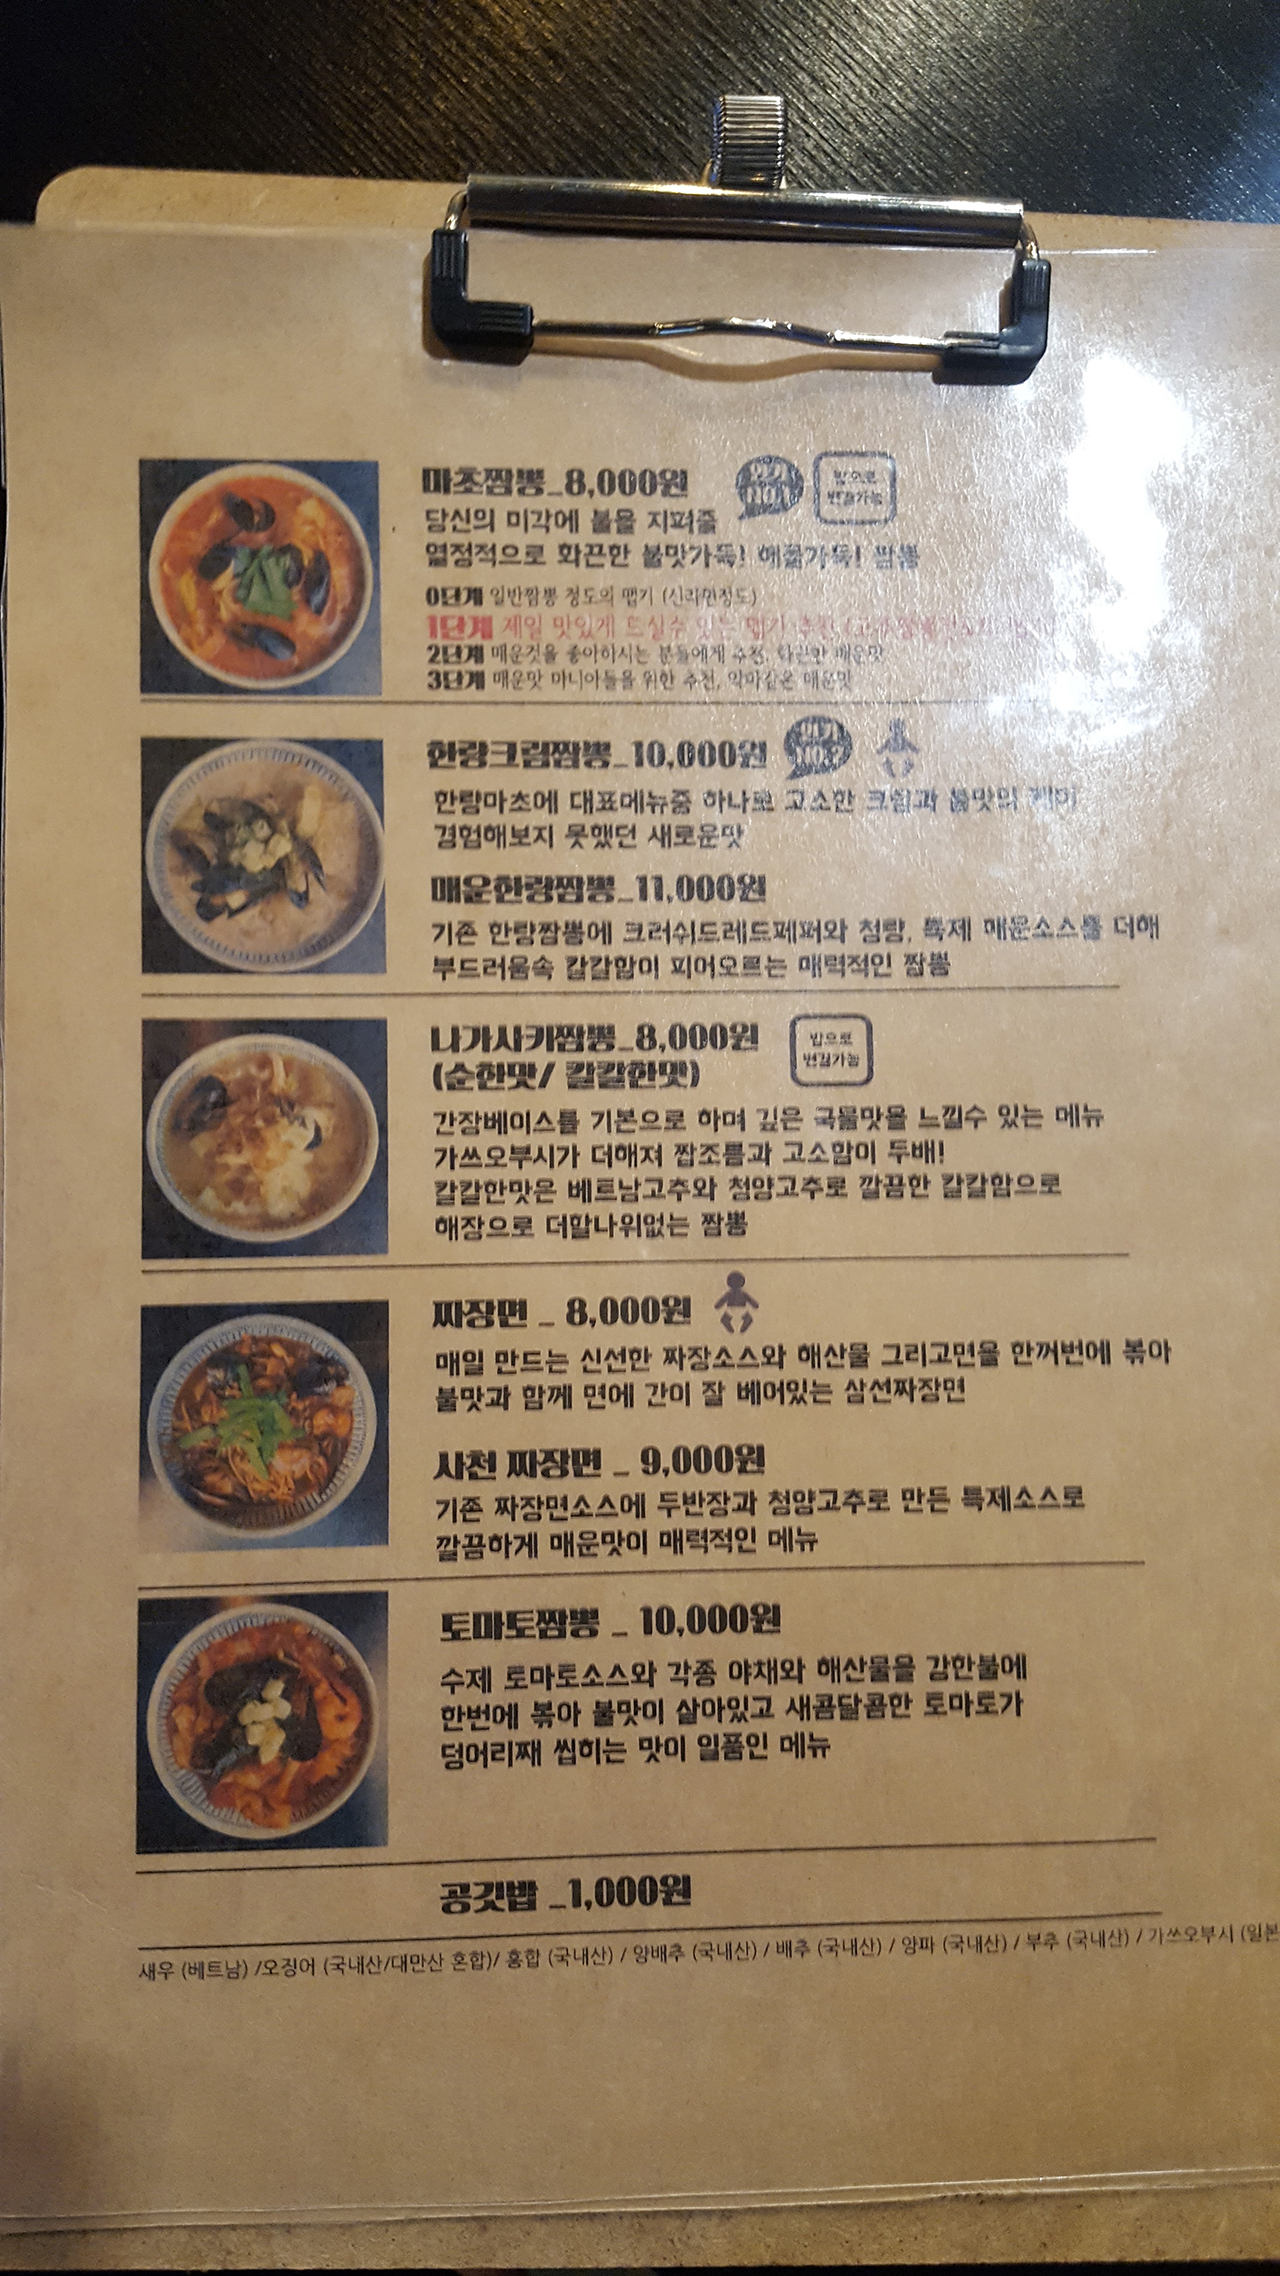 마초짬뽕_8,000원
인기 NO.1
밥으로
변경가능
당신의 미각에 불을 지펴줄
열정적으로 화끈한 불맛가득! 해물가득! 짬뽕
0단계 일반짬뽕 정도의 맵기 (신라면정도)
1단계 제일 맛있게 드실수 있는 맵기 추천
2단계 매운것을 좋아하시는 분들에게 추천, 화끈한 매운맛
3단계 매운맛 마니아들을 위한 추천, 악마같은 매운맛
한량크림짬뽕_10,000원
인기 NO.2
한량마초에 대표메뉴중 하나로 고소한 크림과 불맛의
경험해보지 못했던 새로운맛
매운한량짬뽕_11,000원
기존 한량짬뽕에 크러쉬드레드페퍼와 청량, 특제 매운소스를 더해
부드러움속 칼칼함이 피어오르는 매력적인 짬뽕
나가사키짬뽕_8,000원
밥으로
변경가능
(순한맛/ 칼칼한맛)
간장베이스를 기본으로 하며 깊은 국물맛을 느낄수 있는 메뉴
가쓰오부시가 더해져 짭조름과 고소함이 두배!
칼칼한맛은 베트남고추와 청양고추로 깔끔한 칼칼함으로
해장으로 더할나위없는 짬뽕
짜장면 _ 8,000원
매일 만드는 신선한 짜장소스와 해산물 그리고면을 한꺼번에 볶아
불맛과 함께 면에 간이 잘 베어있는 삼선짜장면
사천 짜장면 _ 9,000원
기존 짜장면소스에 두반장과 청양고추로 만든 특제소스로
깔끔하게 매운맛이 매력적인 메뉴
토마토짬뽕 _ 10,000원
수제 토마토소스와 각종 야채와 해산물을 강한불에
한번에 볶아 불맛이 살아있고 새콤달콤한 토마토가
덩어리째 씹히는 맛이 일품인 메뉴
공깃밥 _1,000원
새우 (베트남) /오징어 (국내산/대만산 혼합)/ 홍합 (국내산) / 양배추 (국내산) / 배추 (국내산) / 양파 (국내산) / 부추 (국내산) / 가쓰오부시 (일본